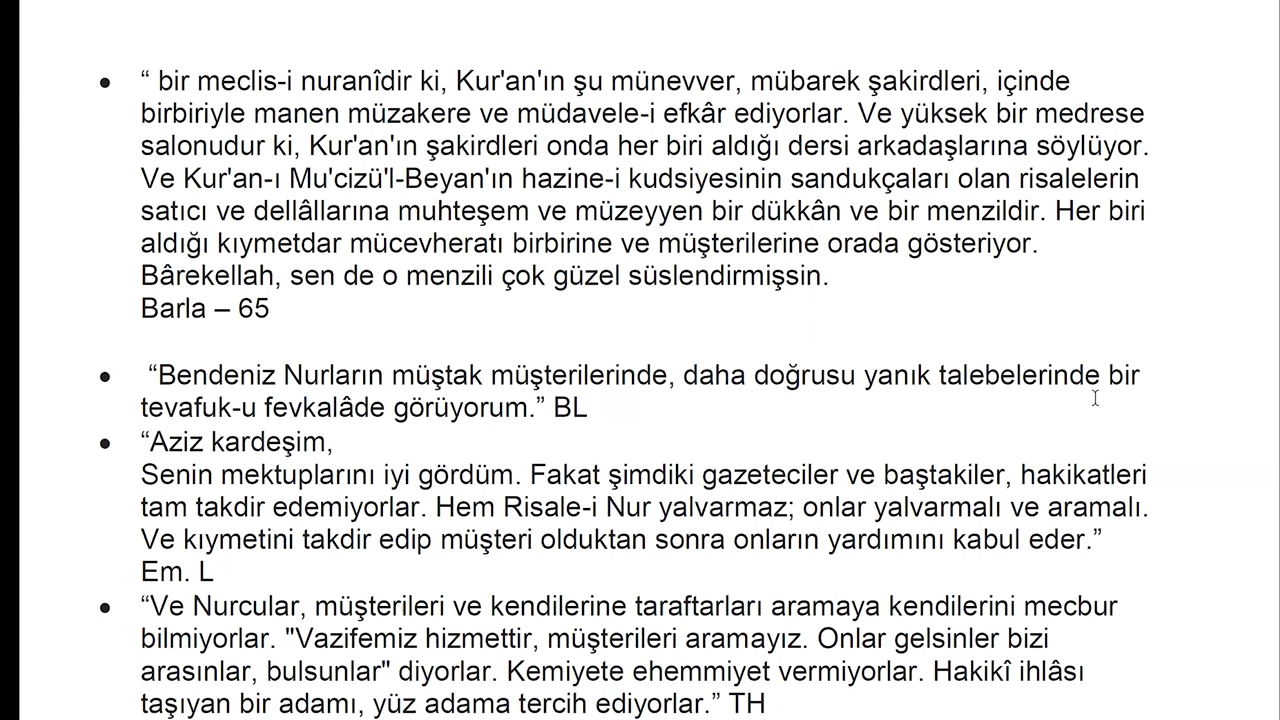 • “ bir meclis-i nuranîdir ki, Kur'an'ın şu münevver, mübarek şakirdleri, içinde
birbiriyle manen müzakere ve müdavele-i efkâr ediyorlar. Ve yüksek bir medrese
salonudur ki, Kur'an'ın şakirdleri onda her biri aldığı dersi arkadaşlarına söylüyor.
Ve Kur'an-ı Mu'cizü'l-Beyan'ın hazine-i kudsiyesinin sandukçaları olan risalelerin
satıcı ve dellâllarına muhteşem ve müzeyyen bir dükkân ve bir menzildir. Her biri
aldığı kıymetdar mücevheratı birbirine ve müşterilerine orada gösteriyor.
Bârekellah, sen de o menzili çok güzel süslendirmişsin.
Barla – 65
• “Bendeniz Nurların müştak müşterilerinde, daha doğrusu yanık talebelerinde bir
tevafuk-u fevkalâde görüyorum.” BL
• “Aziz kardeşim,
Senin mektuplarını iyi gördüm. Fakat şimdiki gazeteciler ve baştakiler, hakikatleri
tam takdir edemiyorlar. Hem Risale-i Nur yalvarmaz; onlar yalvarmalı ve aramalı.
Ve kıymetini takdir edip müşteri olduktan sonra onların yardımını kabul eder.”
Em. L
• “Ve Nurcular, müşterileri ve kendilerine taraftarları aramaya kendilerini mecbur
bilmiyorlar. "Vazifemiz hizmettir, müşterileri aramayız. Onlar gelsinler bizi
arasınlar, bulsunlar" diyorlar. Kemiyete ehemmiyet vermiyorlar. Hakikî ihlâsı
taşıyan bir adamı, yüz adama tercih ediyorlar.” TH